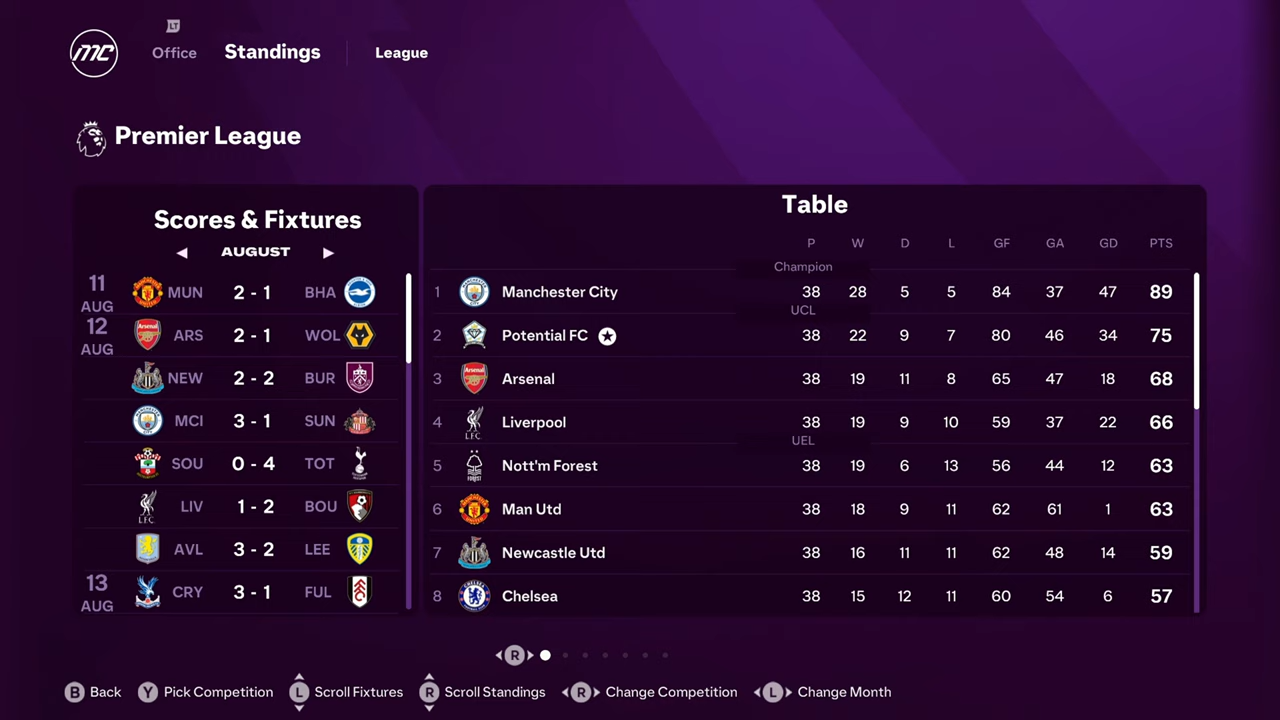 LT
MC Office Standings League
Premier League
Scores & Fixtures
AUGUST
11 AUG MUN 2 - 1 BHA
12 AUG ARS 2 - 1 WOL
NEW 2 - 2 BUR
MCI 3 - 1 SUN
SOU 0 - 4 TOT
LIV 1 - 2 BOU
AVL 3 - 2 LEE
13 AUG CRY 3 - 1 FUL
Table
P W D L GF GA GD PTS
Champion
1 Manchester City 38 28 5 5 84 37 47 89
UCL
2 Potential FC 38 22 9 7 80 46 34 75
3 Arsenal 38 19 11 8 65 47 18 68
4 Liverpool 38 19 9 10 59 37 22 66
UEL
5 Nott'm Forest 38 19 6 13 56 44 12 63
6 Man Utd 38 18 9 11 62 61 1 63
7 Newcastle Utd 38 16 11 11 62 48 14 59
8 Chelsea 38 15 12 11 60 54 6 57
R
B Back Y Pick Competition L Scroll Fixtures R Scroll Standings R Change Competition L Change Month